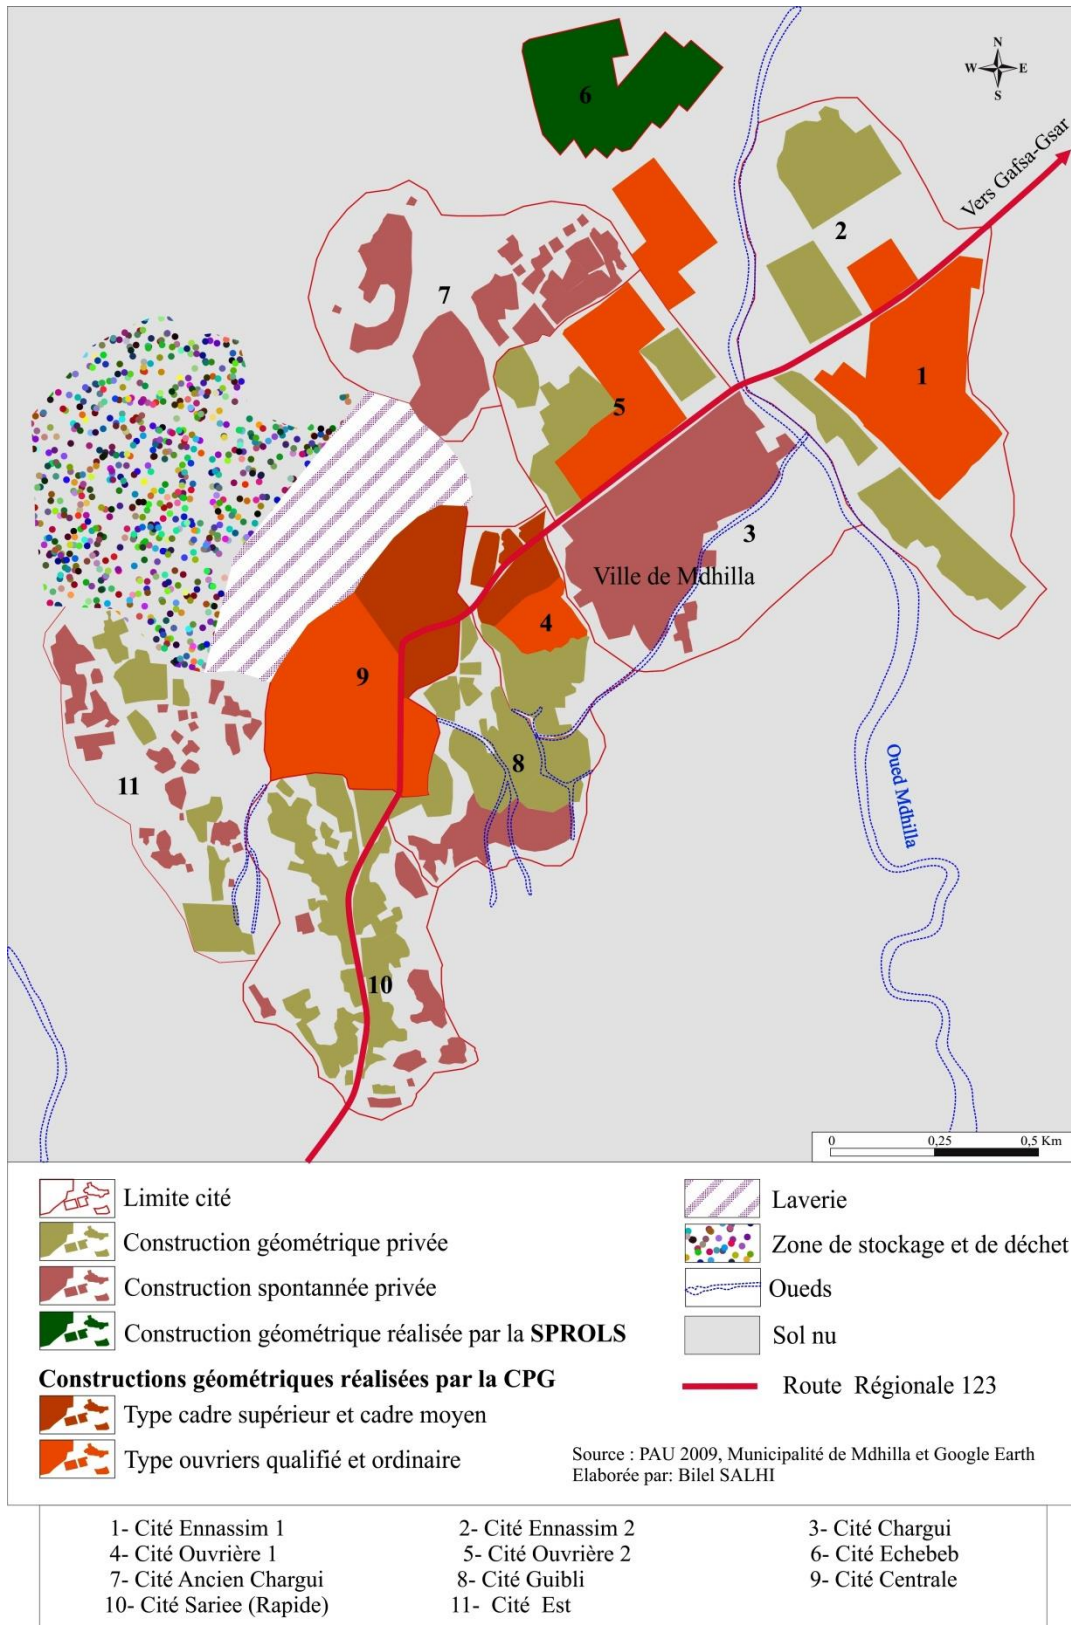 N
W E
S
6
Vers Gafsa-Gsar
2
7
1
5
3
Ville de Mdhilla
4
9
8
11
Oued Mdhilla
10
0 0,25 0,5 Km
Limite cité
Construction géométrique privée
Construction spontannée privée
Construction géométrique réalisée par la SPROLS
Constructions géométriques réalisées par la CPG
Type cadre supérieur et cadre moyen
Type ouvriers qualifié et ordinaire
Laverie
Zone de stockage et de déchet
Oueds
Sol nu
Route Régionale 123
Source : PAU 2009, Municipalité de Mdhilla et Google Earth
Elaborée par: Bilel SALHI
1- Cité Ennassim 1 2- Cité Ennassim 2 3- Cité Chargui
4- Cité Ouvrière 1 5- Cité Ouvrière 2 6- Cité Echebeb
7- Cité Ancien Chargui 8- Cité Guibli 9- Cité Centrale
10- Cité Sariee (Rapide) 11- Cité Est